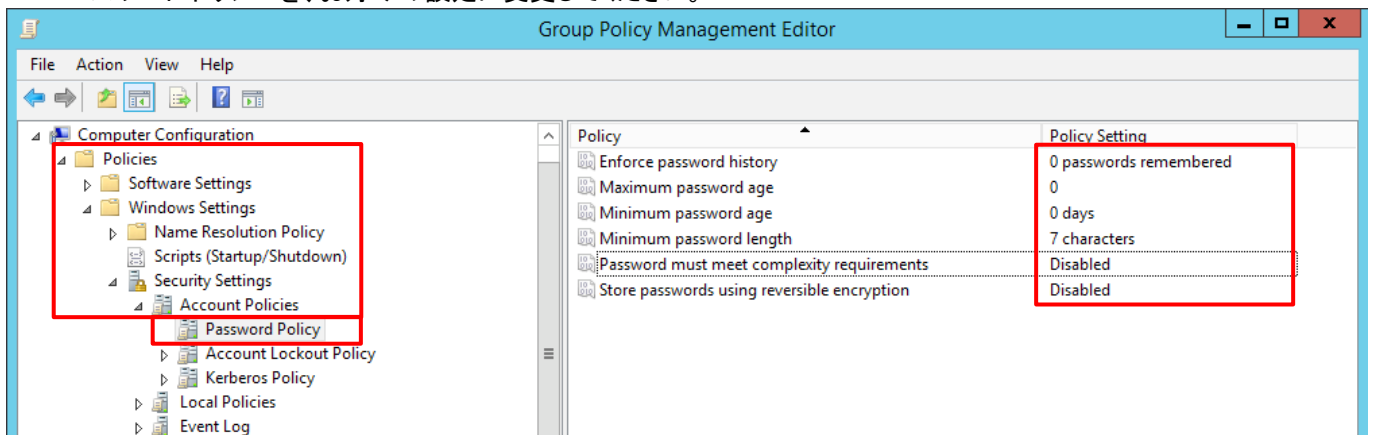 Group Policy Management Editor
File Action View Help
Computer Configuration
Policies
Software Settings
Windows Settings
Name Resolution Policy
Scripts (Startup/Shutdown)
Security Settings
Account Policies
Password Policy
Account Lockout Policy
Kerberos Policy
Local Policies
Event Log
Policy Policy Setting
Enforce password history 0 passwords remembered
Maximum password age 0
Minimum password age 0 days
Minimum password length 7 characters
Password must meet complexity requirements Disabled
Store passwords using reversible encryption Disabled